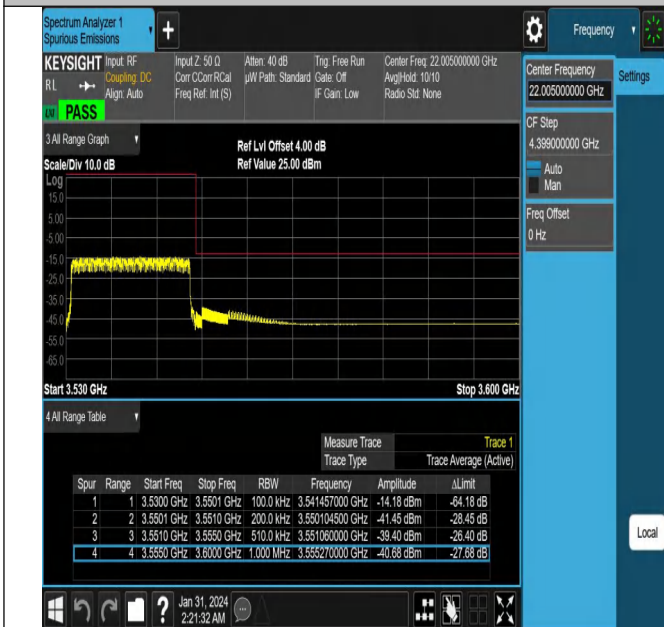 Spectrum Analyzer 1
Spurious Emissions
+
Frequency
KEYSIGHT Input: RF Input Z: 50 Ω Atten: 40 dB Trig: Free Run Center Freq: 22.005000000 GHz
RL Coupling: DC Corr CCorr RCal µW Path: Standard Gate: Off Avg|Hold: 10/10
Align: Auto Freq Ref: Int (S) IF Gain: Low Radio Std: None
PASS
Center Frequency
22.005000000 GHz
Settings
CF Step
4.399000000 GHz
Auto
Man
Freq Offset
0 Hz
3 All Range Graph
Ref Lvl Offset 4.00 dB
Scale/Div 10.0 dB Ref Value 25.00 dBm
Log
15.0
5.00
-5.00
-15.0
-25.0
-35.0
-45.0
-55.0
-65.0
Start 3.530 GHz Stop 3.600 GHz
4 All Range Table
Measure Trace Trace 1
Trace Type Trace Average (Active)
Spur Range Start Freq Stop Freq RBW Frequency Amplitude ΔLimit
1 1 3.5300 GHz 3.5501 GHz 100.0 kHz 3.541457000 GHz -14.18 dBm -64.18 dB
2 2 3.5501 GHz 3.5510 GHz 200.0 kHz 3.550104500 GHz -41.45 dBm -28.45 dB
3 3 3.5510 GHz 3.5550 GHz 510.0 kHz 3.551060000 GHz -39.40 dBm -26.40 dB
4 4 3.5550 GHz 3.6000 GHz 1.000 MHz 3.555270000 GHz -40.68 dBm -27.68 dB
Local
? Jan 31, 2024
2:21:32 AM